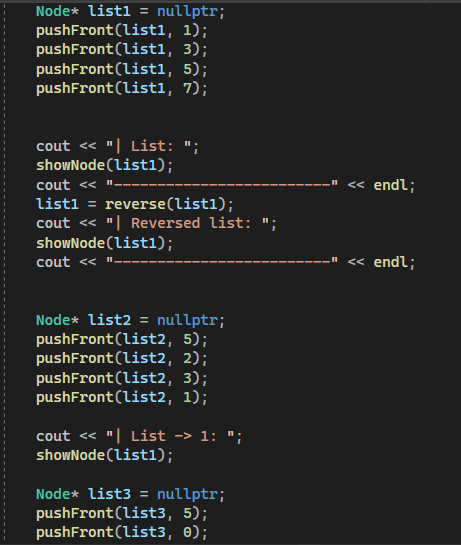 Node* list1 = nullptr;
pushFront(list1, 1);
pushFront(list1, 3);
pushFront(list1, 5);
pushFront(list1, 7);
cout << "| List: ";
showNode(list1);
cout << "-------------------------" << endl;
list1 = reverse(list1);
cout << "| Reversed list: ";
showNode(list1);
cout << "-------------------------" << endl;
Node* list2 = nullptr;
pushFront(list2, 5);
pushFront(list2, 2);
pushFront(list2, 3);
pushFront(list2, 1);
cout << "| List -> 1: ";
showNode(list1);
Node* list3 = nullptr;
pushFront(list3, 5);
pushFront(list3, 0);